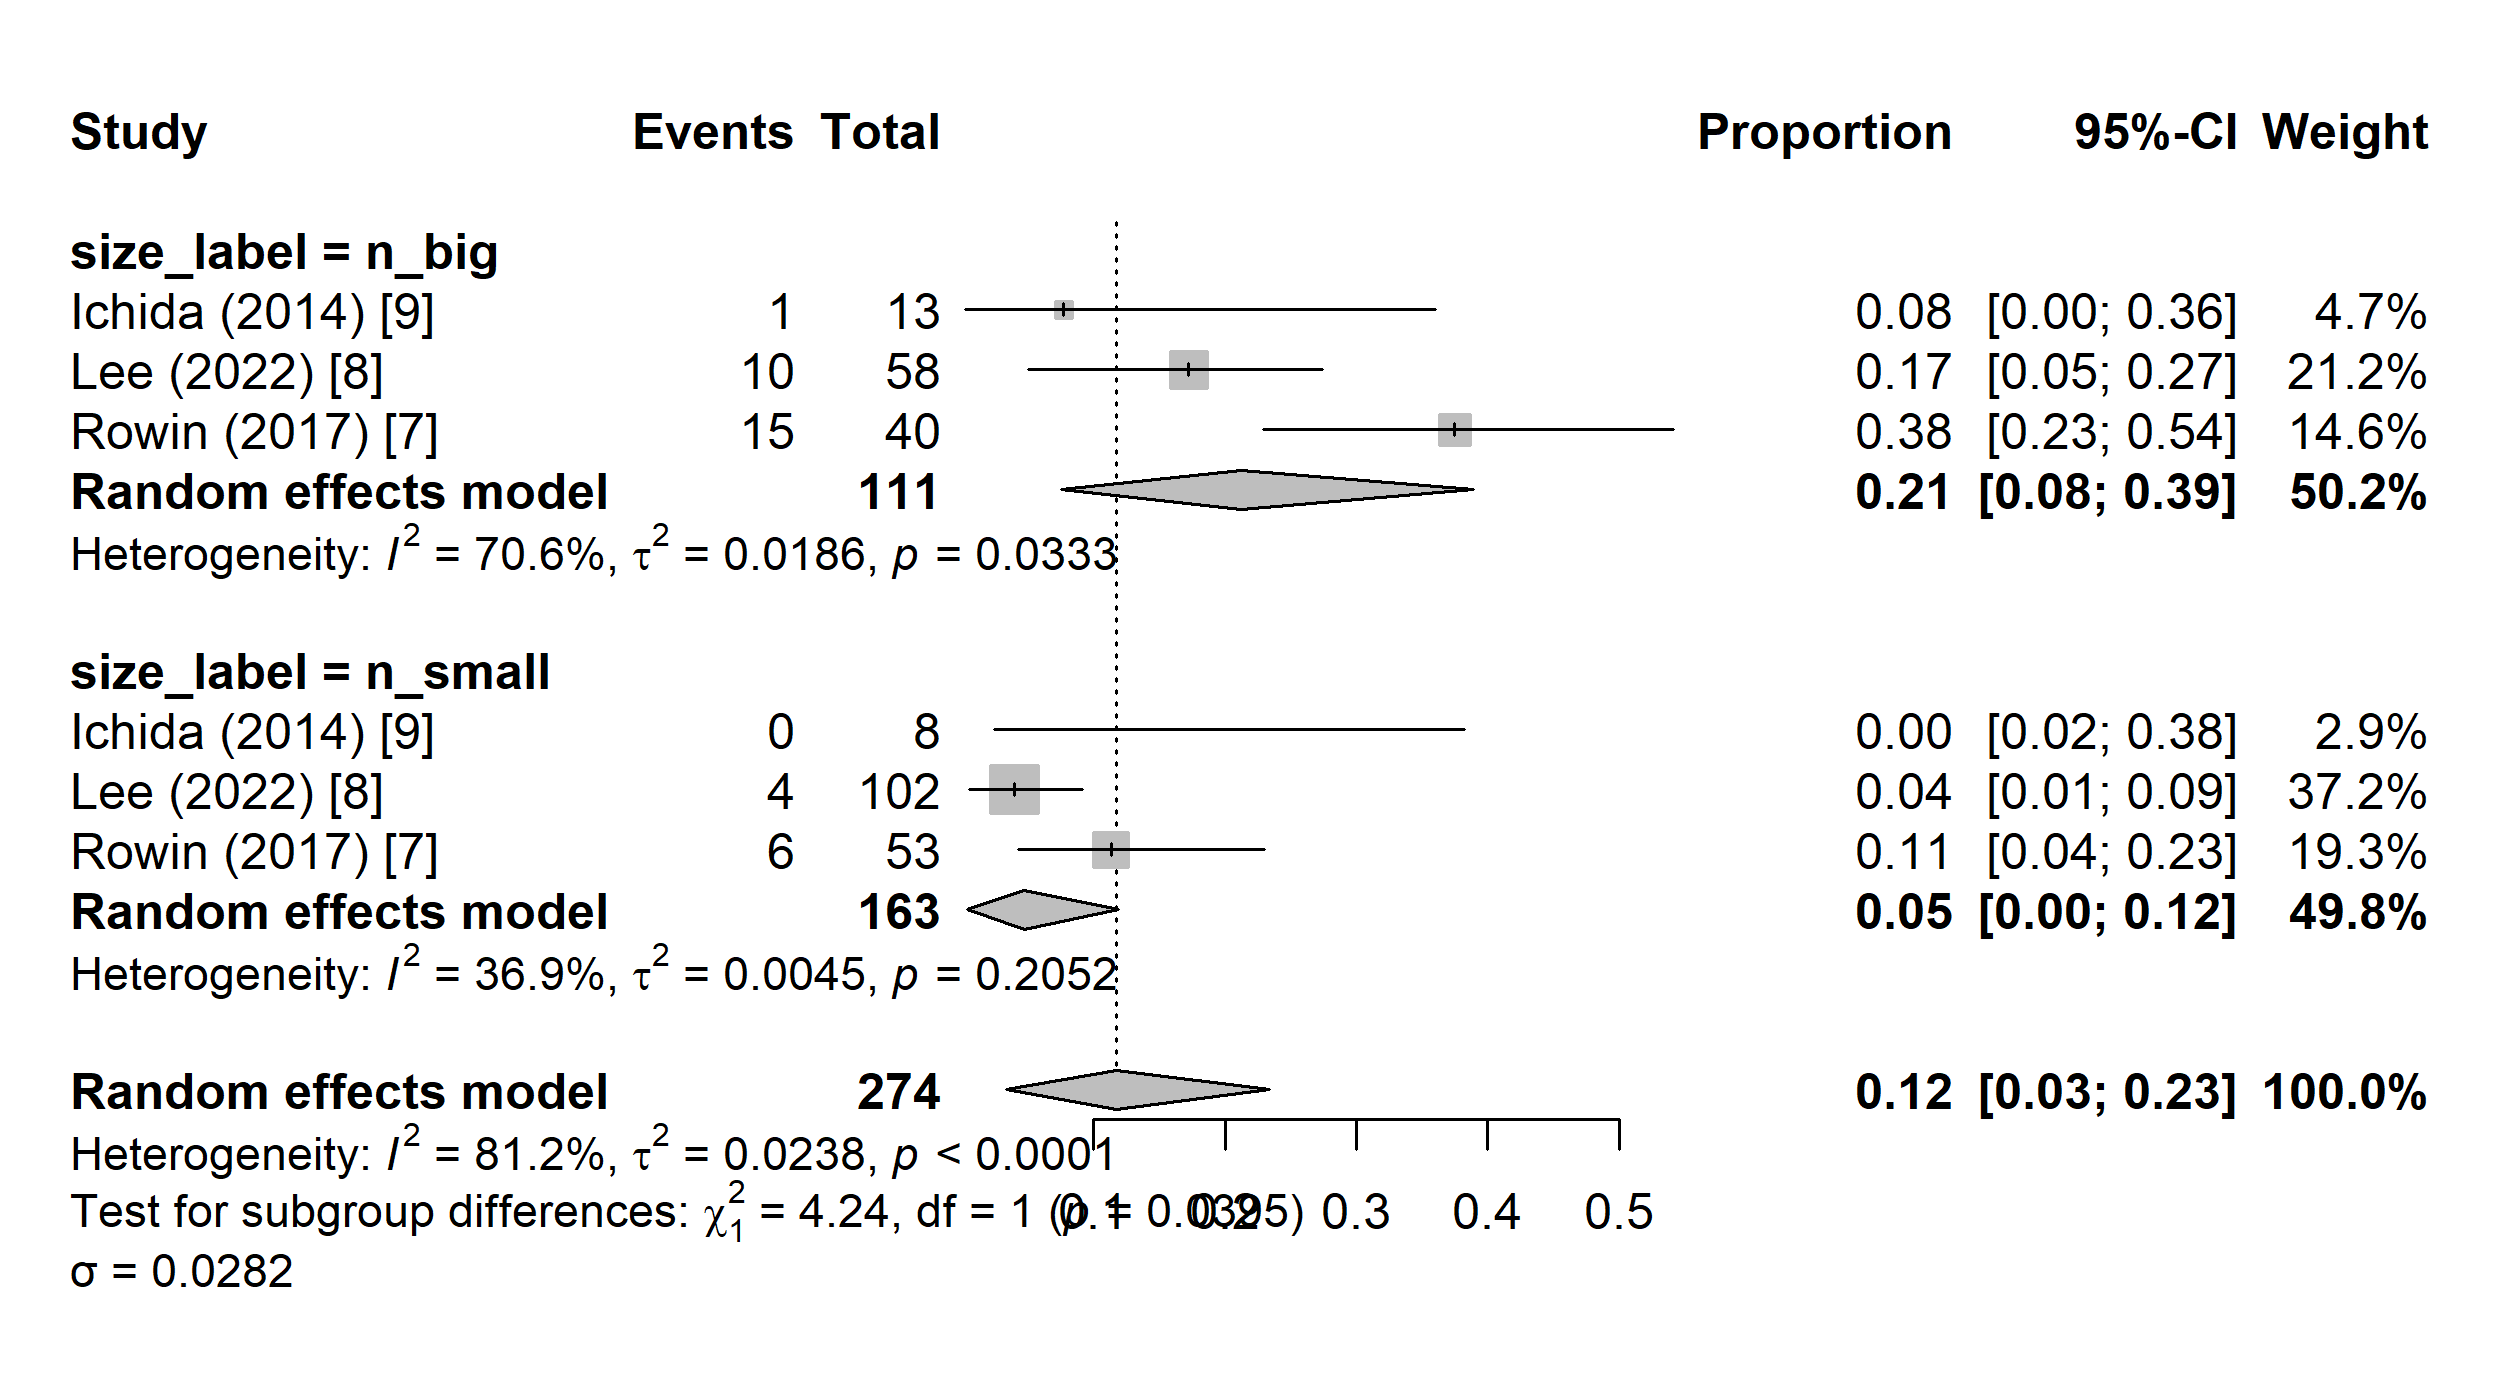 Study Events Total Proportion 95%-CI Weight
size_label = n_big
Ichida (2014) [9] 1 13 0.08 [0.00; 0.36] 4.7%
Lee (2022) [8] 10 58 0.17 [0.05; 0.27] 21.2%
Rowin (2017) [7] 15 40 0.38 [0.23; 0.54] 14.6%
Random effects model 111 0.21 [0.08; 0.39] 50.2%
Heterogeneity: I² = 70.6%, τ² = 0.0186, p = 0.0333
size_label = n_small
Ichida (2014) [9] 0 8 0.00 [0.02; 0.38] 2.9%
Lee (2022) [8] 4 102 0.04 [0.01; 0.09] 37.2%
Rowin (2017) [7] 6 53 0.11 [0.04; 0.23] 19.3%
Random effects model 163 0.05 [0.00; 0.12] 49.8%
Heterogeneity: I² = 36.9%, τ² = 0.0045, p = 0.2052
Random effects model 274 0.12 [0.03; 0.23] 100.0%
Heterogeneity: I² = 81.2%, τ² = 0.0238, p < 0.0001
Test for subgroup differences: χ²₁ = 4.24, df = 1 (p = 0.0395)
0.1 0.2 0.3 0.4 0.5
σ = 0.0282